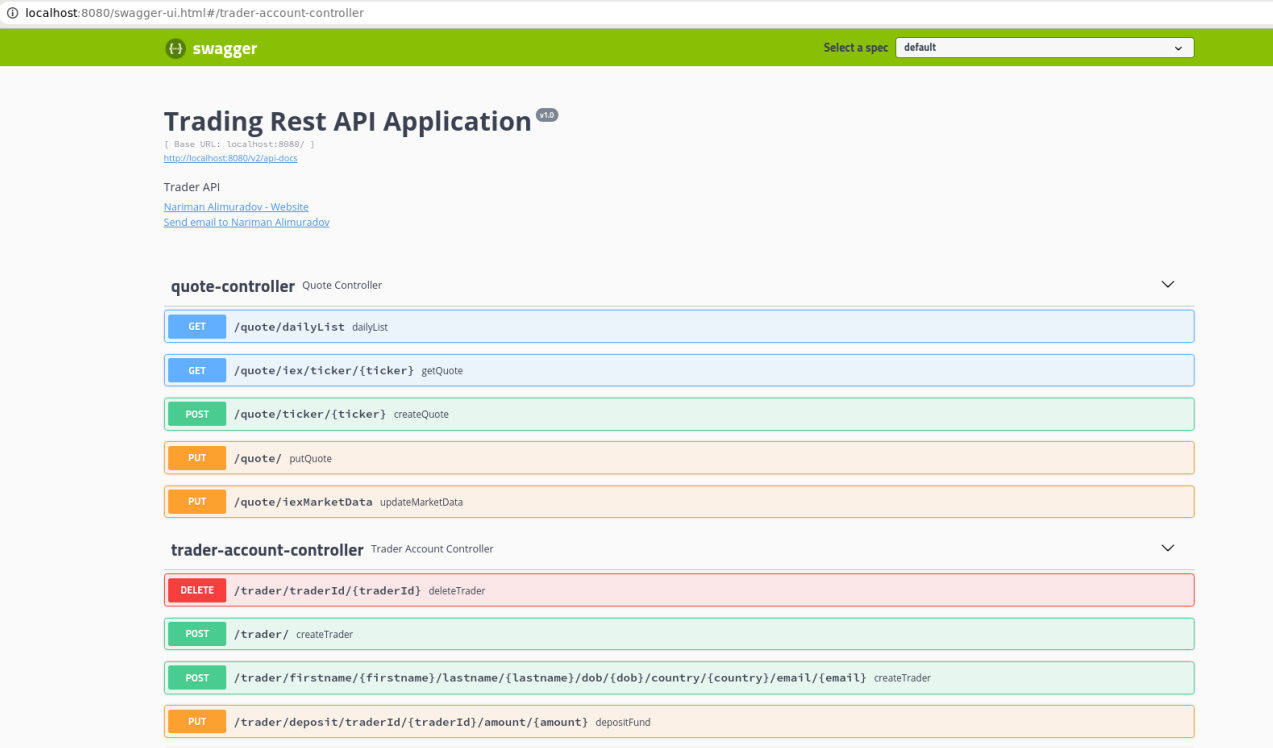 localhost:8080/swagger-ui.html#/trader-account-controller
swagger Select a spec default
Trading Rest API Application v1.0
[ Base URL: localhost:8080/ ]
http://localhost:8080/v2/api-docs
Trader API
Nariman Alimuradov - Website
Send email to Nariman Alimuradov
quote-controller Quote Controller
GET /quote/dailyList dailyList
GET /quote/iex/ticker/{ticker} getQuote
POST /quote/ticker/{ticker} createQuote
PUT /quote/ putQuote
PUT /quote/iexMarketData updateMarketData
trader-account-controller Trader Account Controller
DELETE /trader/traderId/{traderId} deleteTrader
POST /trader/ createTrader
POST /trader/firstname/{firstname}/lastname/{lastname}/dob/{dob}/country/{country}/email/{email} createTrader
PUT /trader/deposit/traderId/{traderId}/amount/{amount} depositFund